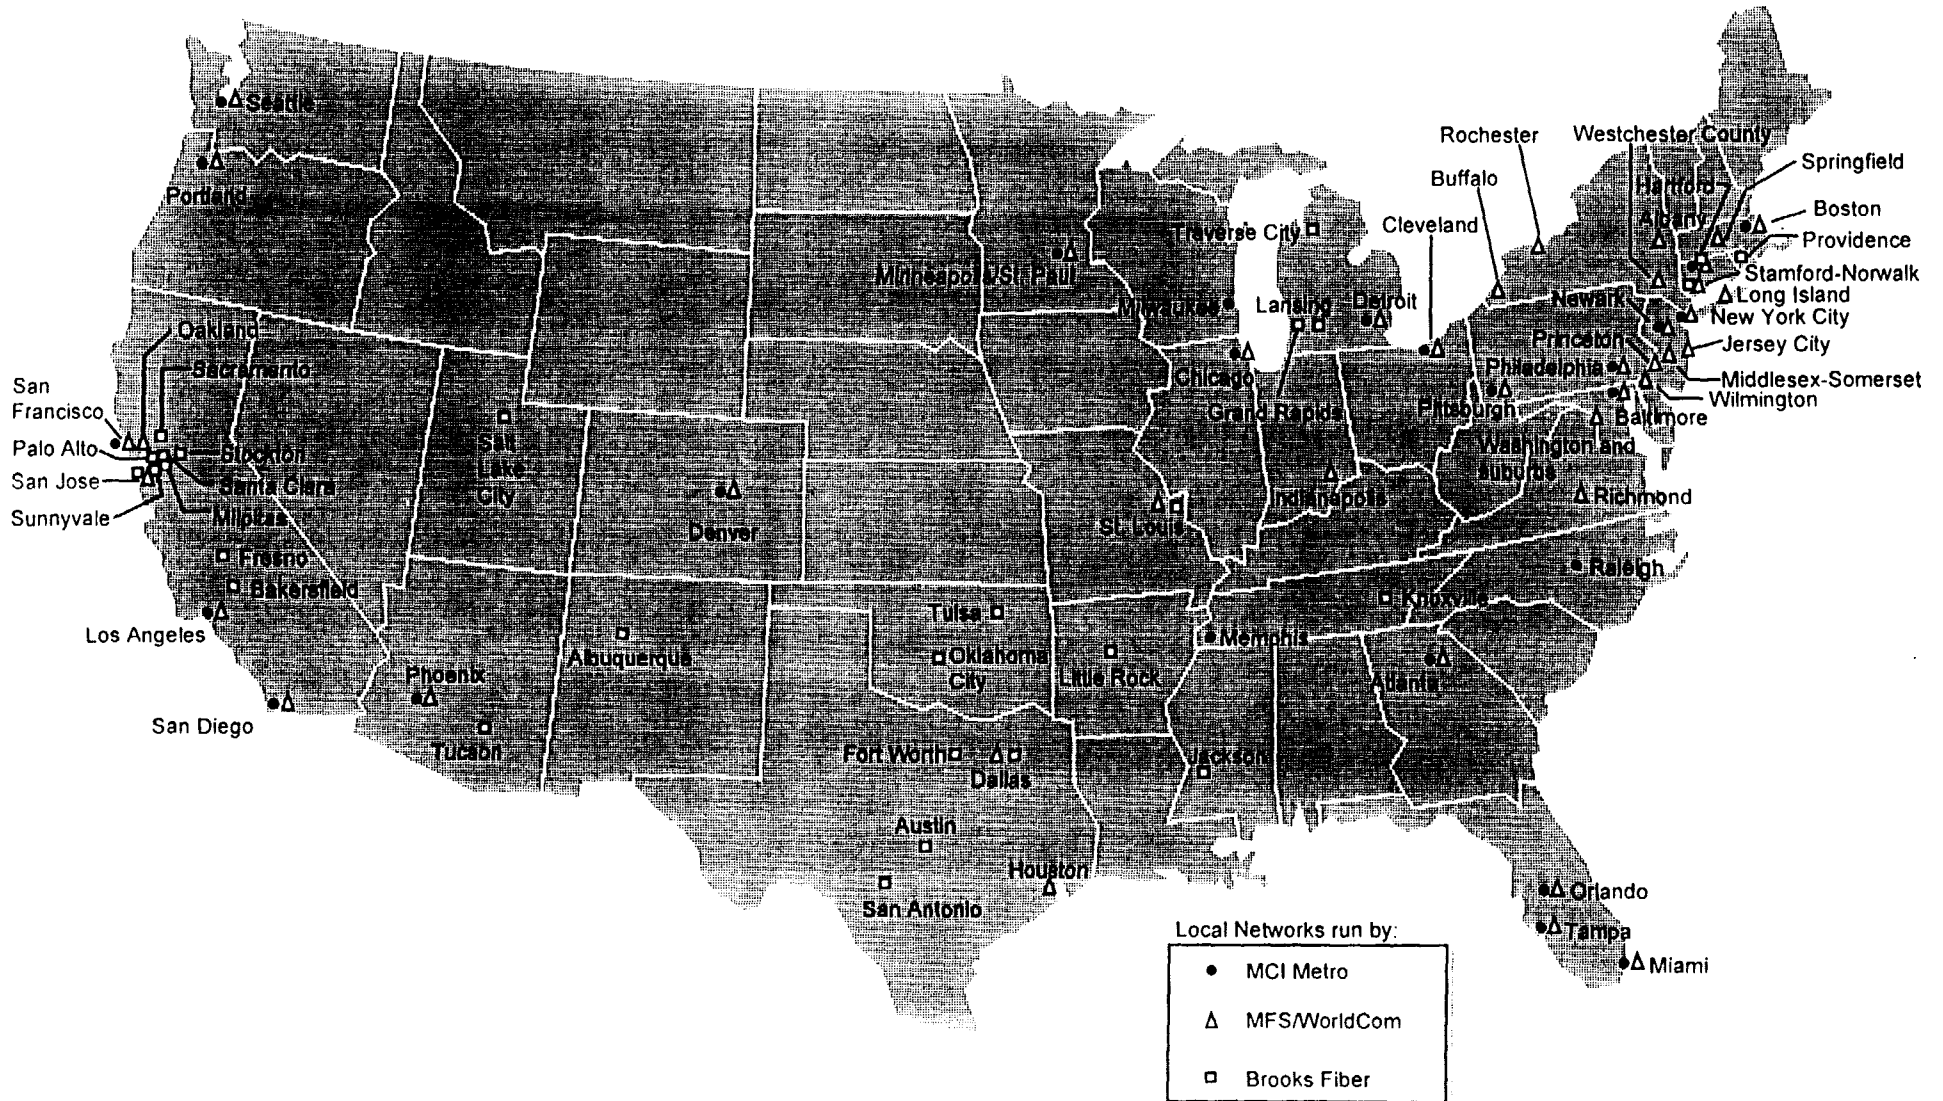 Seattle
Portland
Oakland
Sacramento
San
Francisco
Palo Alto
Stockton
San Jose
Santa Clara
Sunnyvale
Milpitas
Fresno
Bakersfield
Los Angeles
San Diego
Phoenix
Tucson
Salt
Lake
City
Denver
Albuquerque
Minneapolis/St. Paul
Milwaukee
Traverse City
Lansing
Detroit
Chicago
Grand Rapids
Indianapolis
St. Louis
Tulsa
Oklahoma
City
Little Rock
Memphis
Knoxville
Fort Worth
Dallas
Jackson
Austin
San Antonio
Houston
Atlanta
Raleigh
Richmond
Rochester
Buffalo
Cleveland
Westchester County
Springfield
Hartford
Albany
Boston
Providence
Stamford-Norwalk
Long Island
Newark
New York City
Princeton
Jersey City
Philadelphia
Middlesex-Somerset
Wilmington
Pittsburgh
Baltimore
Washington and
suburbs
Orlando
Tampa
Miami
Local Networks run by:
MCI Metro
MFS/WorldCom
Brooks Fiber